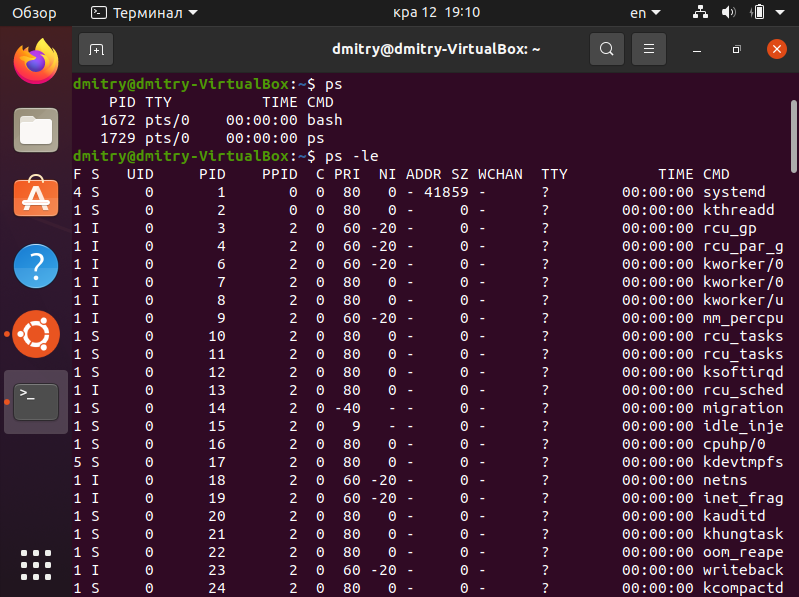 Обзор Терминал кра 12 19:10 en
dmitry@dmitry-VirtualBox: ~
dmitry@dmitry-VirtualBox:~$ ps
PID TTY TIME CMD
1672 pts/0 00:00:00 bash
1729 pts/0 00:00:00 ps
dmitry@dmitry-VirtualBox:~$ ps -le
F S UID PID PPID C PRI NI ADDR SZ WCHAN TTY TIME CMD
4 S 0 1 0 0 80 0 - 41859 - ? 00:00:00 systemd
1 S 0 2 0 0 80 0 - 0 - ? 00:00:00 kthreadd
1 I 0 3 2 0 60 -20 - 0 - ? 00:00:00 rcu_gp
1 I 0 4 2 0 60 -20 - 0 - ? 00:00:00 rcu_par_g
1 I 0 6 2 0 60 -20 - 0 - ? 00:00:00 kworker/0
1 I 0 7 2 0 80 0 - 0 - ? 00:00:00 kworker/0
1 I 0 8 2 0 80 0 - 0 - ? 00:00:00 kworker/u
1 I 0 9 2 0 60 -20 - 0 - ? 00:00:00 mm_percpu
1 S 0 10 2 0 80 0 - 0 - ? 00:00:00 rcu_tasks
1 S 0 11 2 0 80 0 - 0 - ? 00:00:00 rcu_tasks
1 S 0 12 2 0 80 0 - 0 - ? 00:00:00 ksoftirqd
1 I 0 13 2 0 80 0 - 0 - ? 00:00:00 rcu_sched
1 S 0 14 2 0 -40 - - 0 - ? 00:00:00 migration
1 S 0 15 2 0 9 - - 0 - ? 00:00:00 idle_inje
1 S 0 16 2 0 80 0 - 0 - ? 00:00:00 cpuhp/0
5 S 0 17 2 0 80 0 - 0 - ? 00:00:00 kdevtmpfs
1 I 0 18 2 0 60 -20 - 0 - ? 00:00:00 netns
1 I 0 19 2 0 60 -20 - 0 - ? 00:00:00 inet_frag
1 S 0 20 2 0 80 0 - 0 - ? 00:00:00 kauditd
1 S 0 21 2 0 80 0 - 0 - ? 00:00:00 khungtask
1 S 0 22 2 0 80 0 - 0 - ? 00:00:00 oom_reape
1 I 0 23 2 0 60 -20 - 0 - ? 00:00:00 writeback
1 S 0 24 2 0 80 0 - 0 - ? 00:00:00 kcompactd